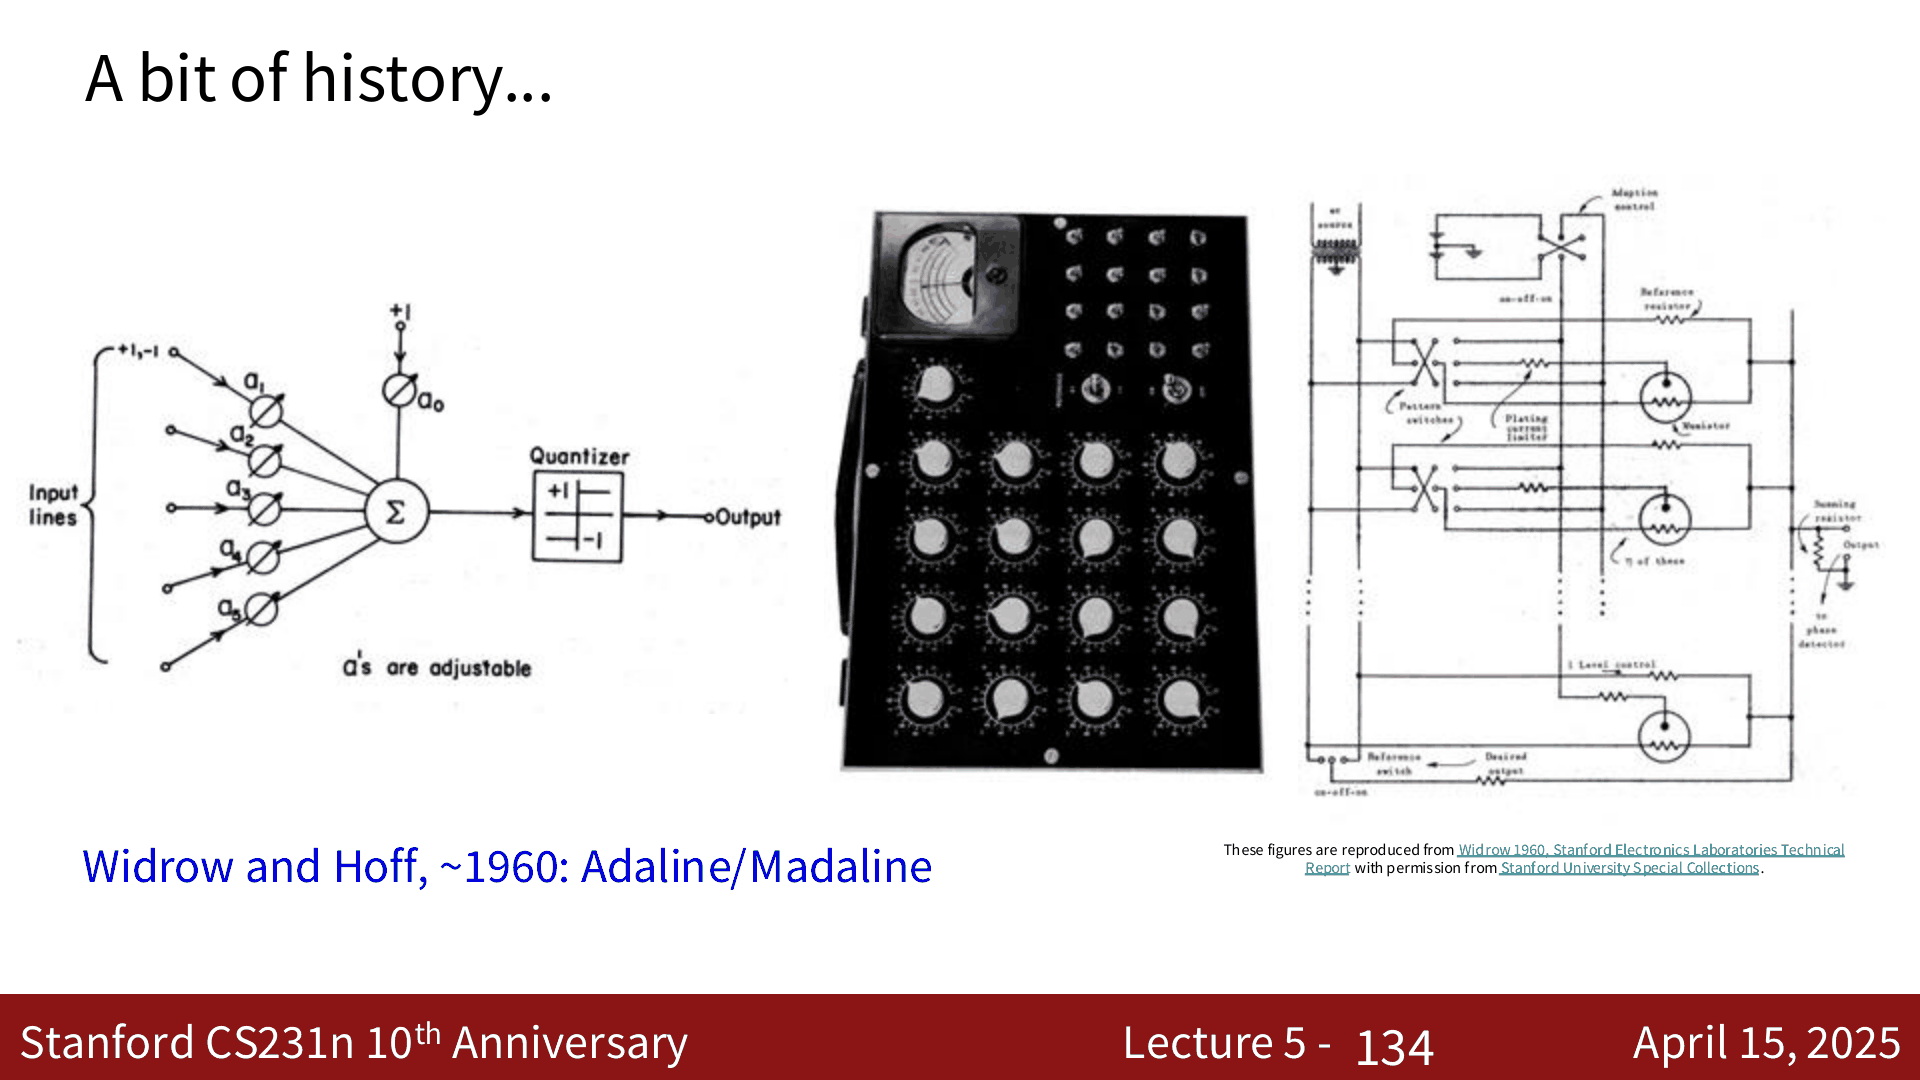 A bit of history...
+1
+1,-1
a1
a0
a2
a3
a4
a5
Input
lines
Σ
Quantizer
+1
-1
Output
a's are adjustable
Adaption
control
or
source
on-off-on
Reference
resistor
Pattern
switches
Plating
current
limiter
Memistor
η of these
Summing
resistor
Output
to
phase
detector
1 Level control
Reference
switch
Desired
output
on-off-on
Widrow and Hoff, ~1960: Adaline/Madaline
These figures are reproduced from Widrow 1960, Stanford Electronics Laboratories Technical
Report with permission from Stanford University Special Collections.
Stanford CS231n 10th Anniversary
Lecture 5 - 134
April 15, 2025